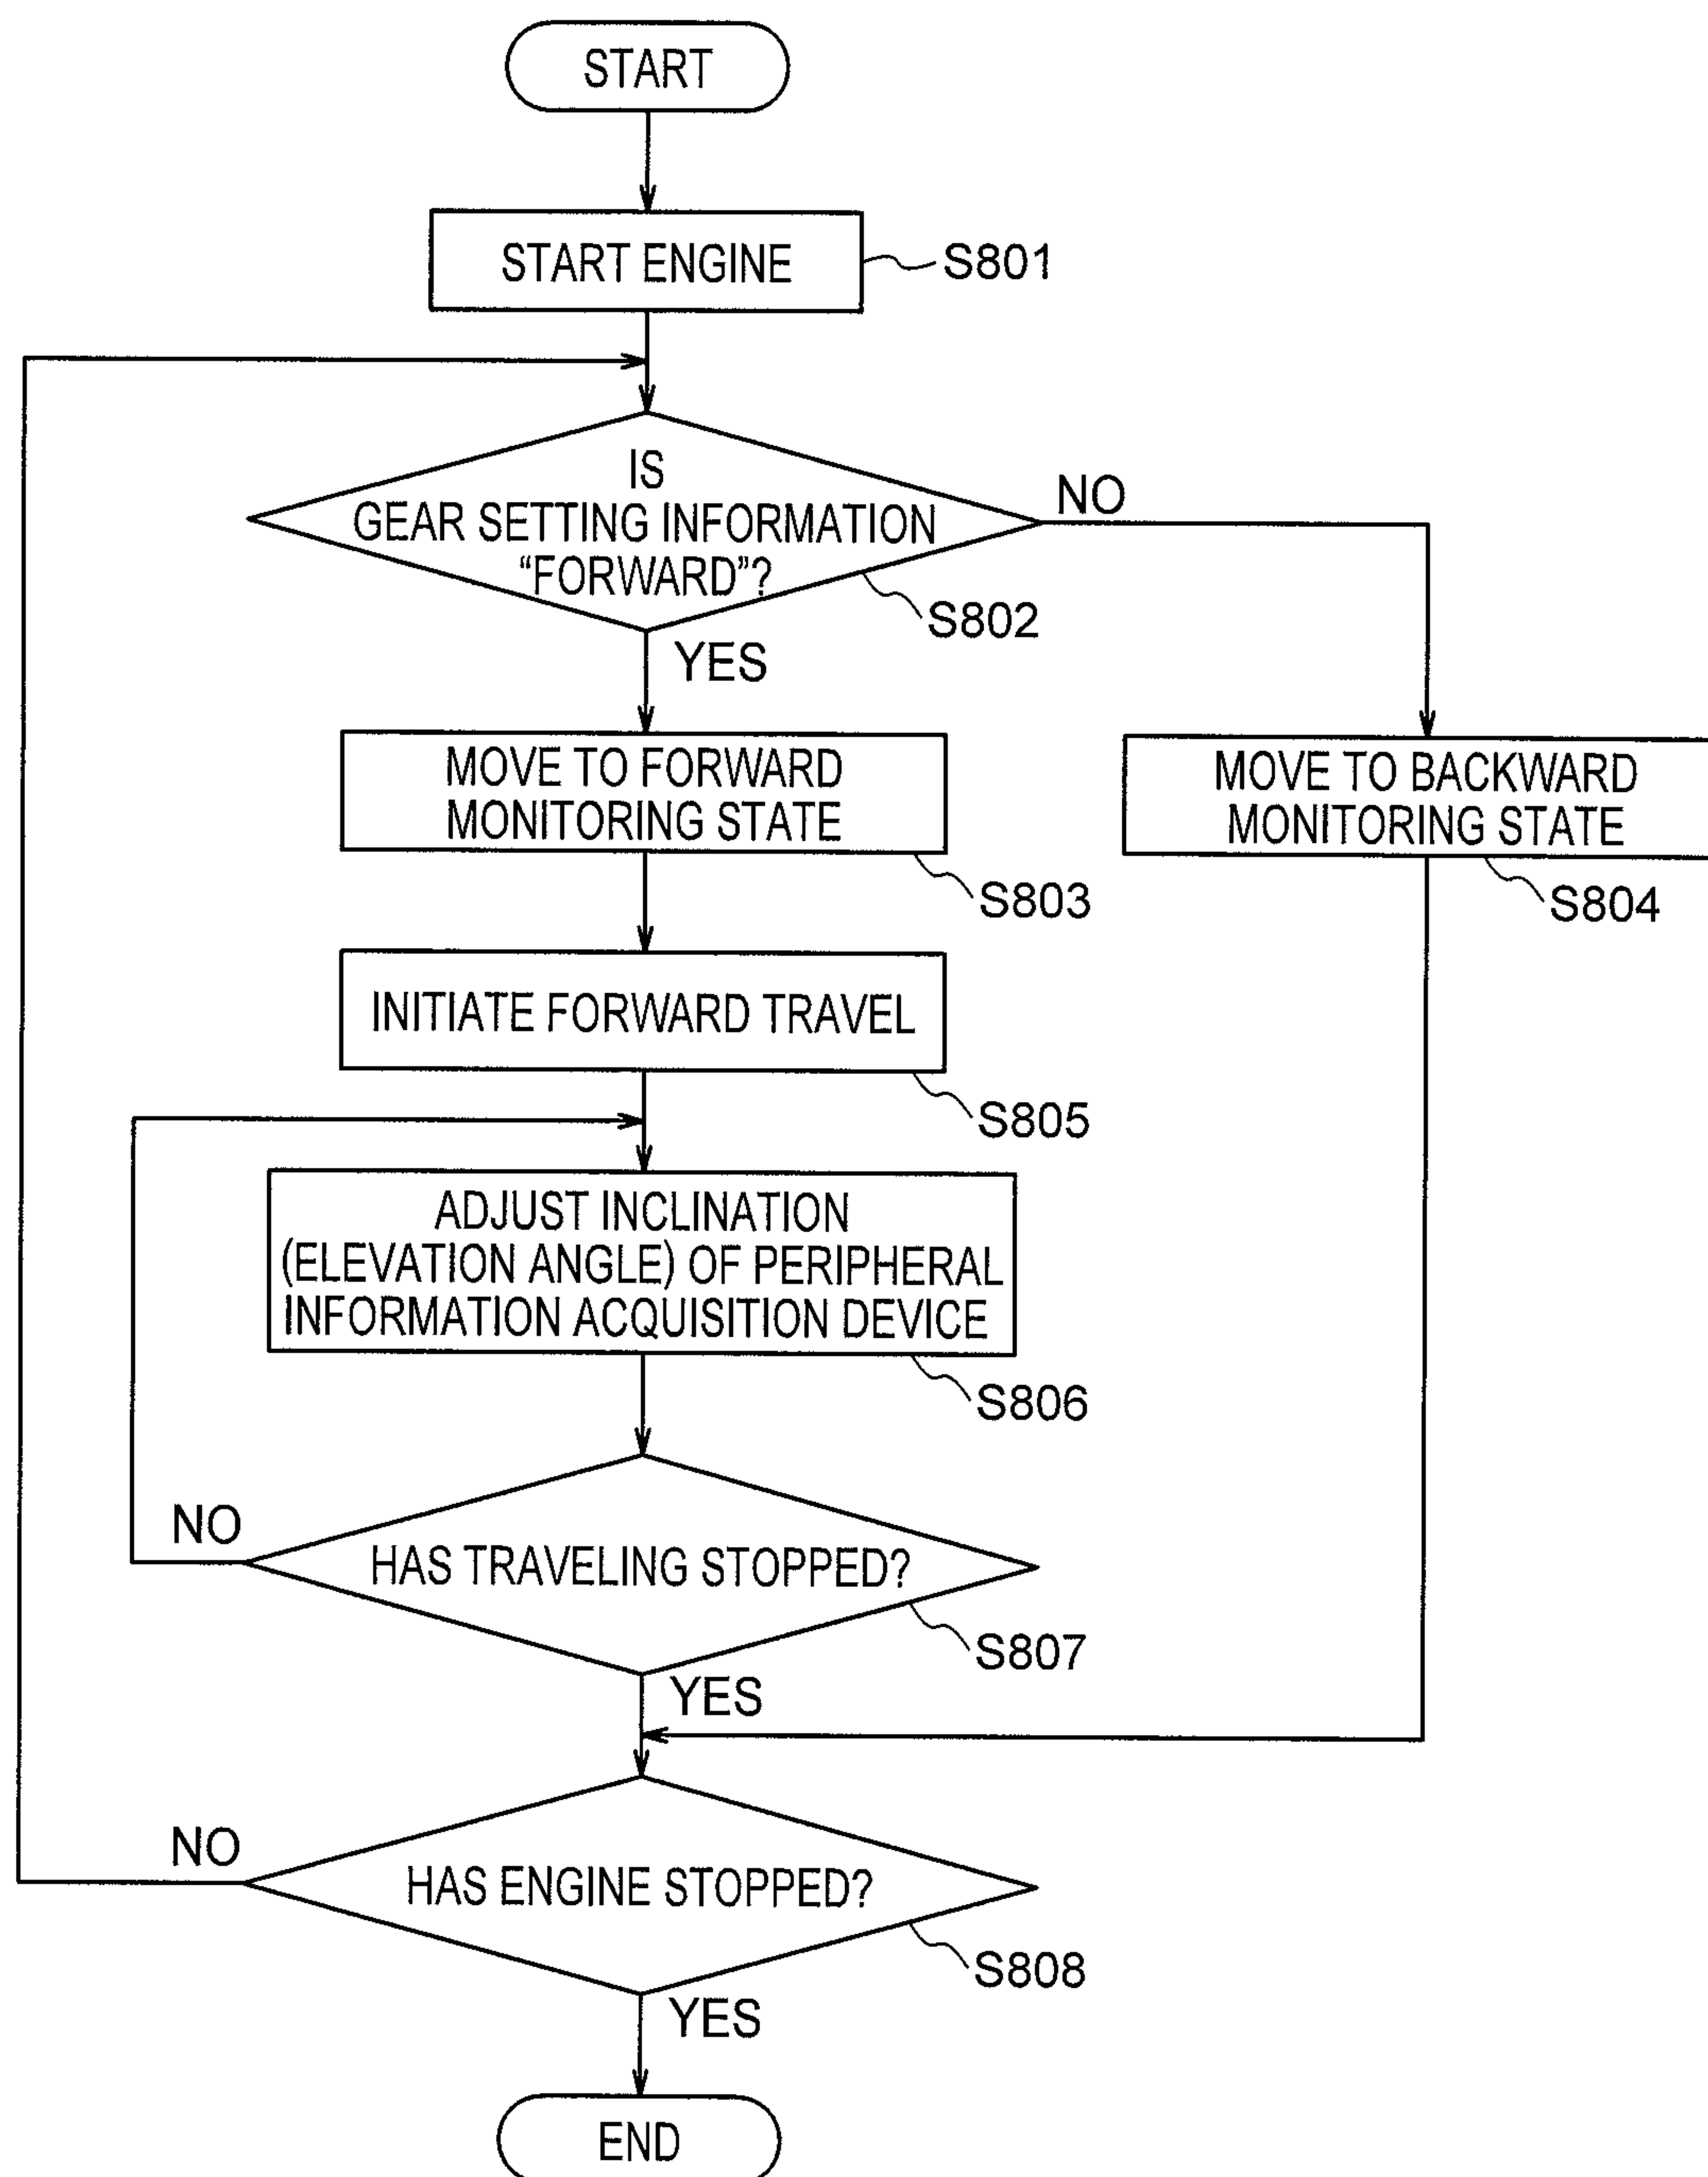 START
START ENGINE
S801
IS
GEAR SETTING INFORMATION
“FORWARD”?
NO
S802
YES
MOVE TO FORWARD
MONITORING STATE
S803
MOVE TO BACKWARD
MONITORING STATE
S804
INITIATE FORWARD TRAVEL
S805
ADJUST INCLINATION
(ELEVATION ANGLE) OF PERIPHERAL
INFORMATION ACQUISITION DEVICE
S806
NO
HAS TRAVELING STOPPED?
S807
YES
NO
HAS ENGINE STOPPED?
S808
YES
END